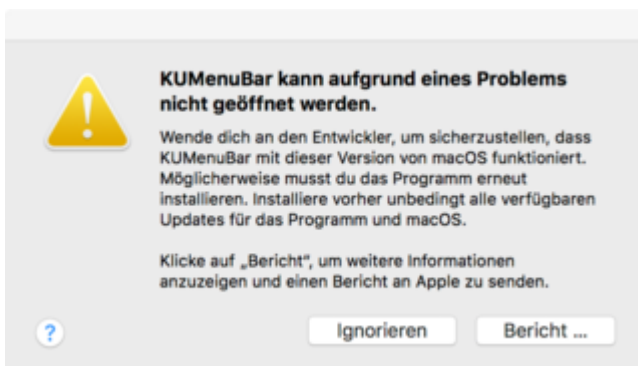 KUMenuBar kann aufgrund eines Problems
nicht geöffnet werden.
Wende dich an den Entwickler, um sicherzustellen, dass
KUMenuBar mit dieser Version von macOS funktioniert.
Möglicherweise musst du das Programm erneut
installieren. Installiere vorher unbedingt alle verfügbaren
Updates für das Programm und macOS.
Klicke auf „Bericht“, um weitere Informationen
anzuzeigen und einen Bericht an Apple zu senden.
? Ignorieren Bericht ...